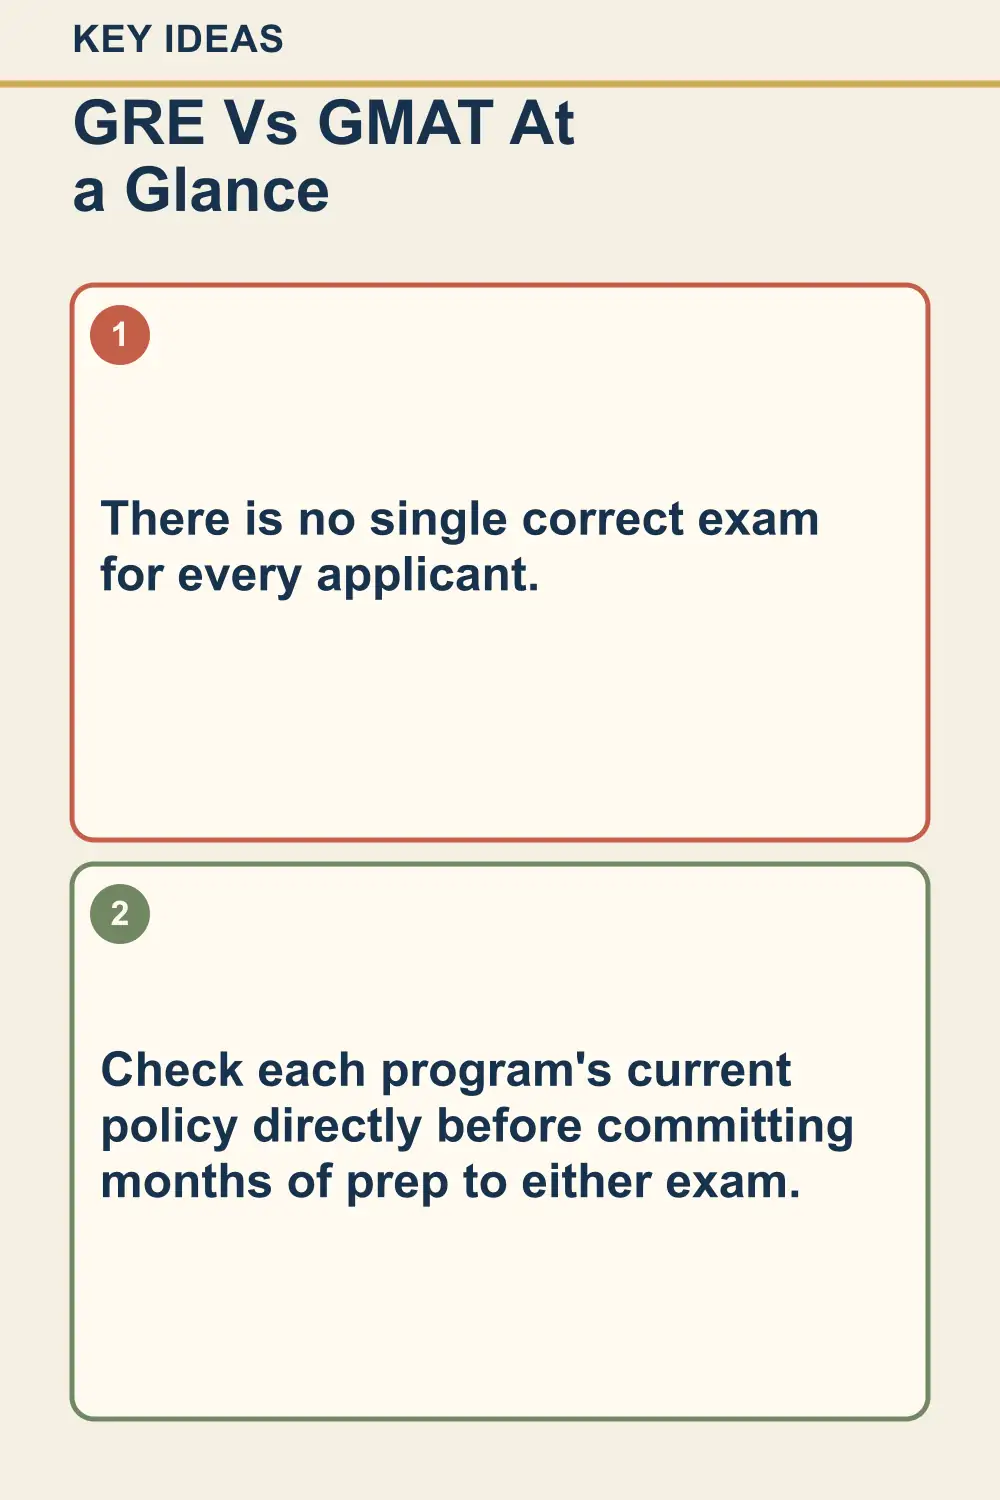 KEY IDEAS
GRE Vs GMAT At
a Glance
1
There is no single correct exam
for every applicant.
2
Check each program's current
policy directly before committing
months of prep to either exam.